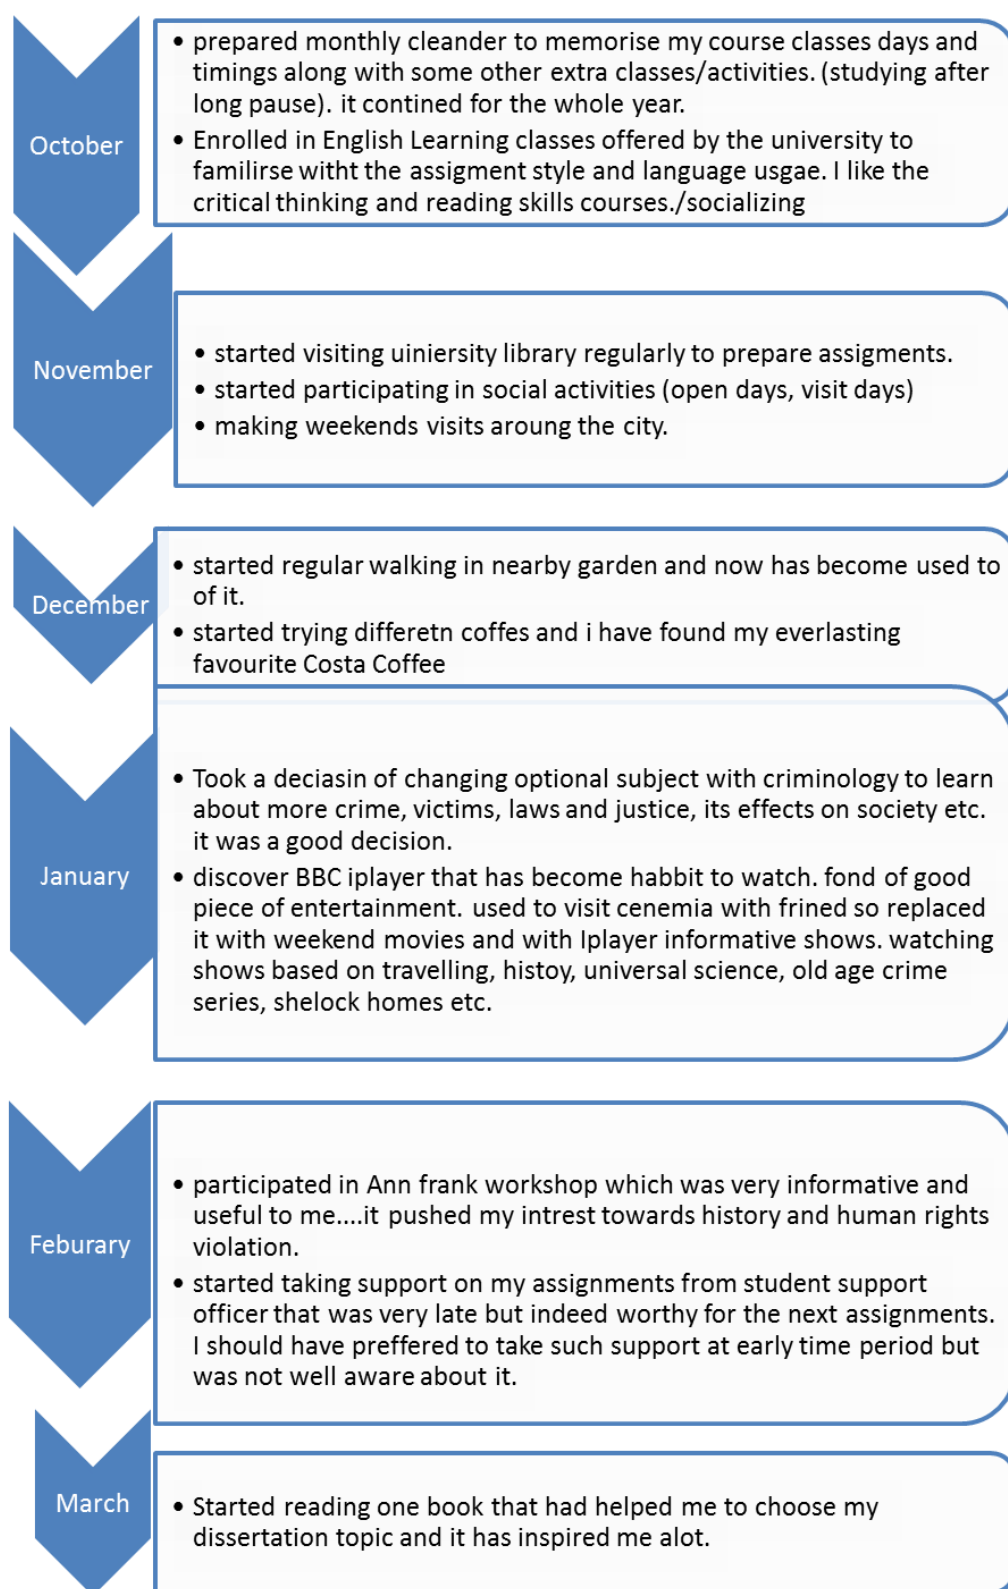 October
• prepared monthly cleander to memorise my course classes days and
timings along with some other extra classes/activities. (studying after
long pause). it contined for the whole year.
• Enrolled in English Learning classes offered by the university to
familirse witht the assigment style and language usgae. I like the
critical thinking and reading skills courses./socializing
November
• started visiting uiniersity library regularly to prepare assigments.
• started participating in social activities (open days, visit days)
• making weekends visits aroung the city.
December
• started regular walking in nearby garden and now has become used to
of it.
• started trying differetn coffes and i have found my everlasting
favourite Costa Coffee
January
• Took a deciasin of changing optional subject with criminology to learn
about more crime, victims, laws and justice, its effects on society etc.
it was a good decision.
• discover BBC iplayer that has become habbit to watch. fond of good
piece of entertainment. used to visit cenemia with frined so replaced
it with weekend movies and with Iplayer informative shows. watching
shows based on travelling, histoy, universal science, old age crime
series, shelock homes etc.
Feburary
• participated in Ann frank workshop which was very informative and
useful to me....it pushed my intrest towards history and human rights
violation.
• started taking support on my assignments from student support
officer that was very late but indeed worthy for the next assignments.
I should have preffered to take such support at early time period but
was not well aware about it.
March
• Started reading one book that had helped me to choose my
dissertation topic and it has inspired me alot.